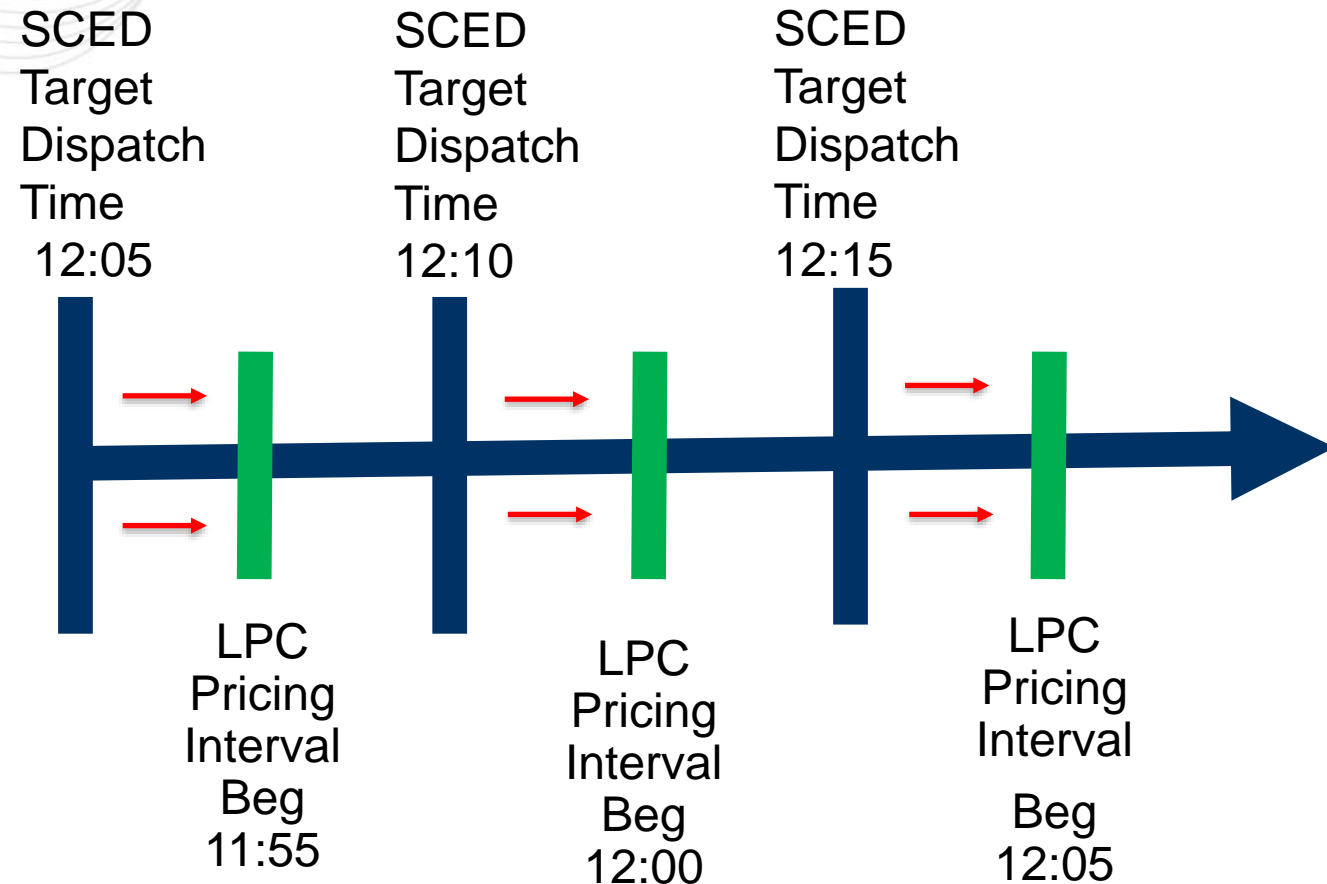 SCED
Target
Dispatch
Time
12:05
SCED
Target
Dispatch
Time
12:10
SCED
Target
Dispatch
Time
12:15
LPC
Pricing
Interval
Beg
11:55
LPC
Pricing
Interval
Beg
12:00
LPC
Pricing
Interval
Beg
12:05